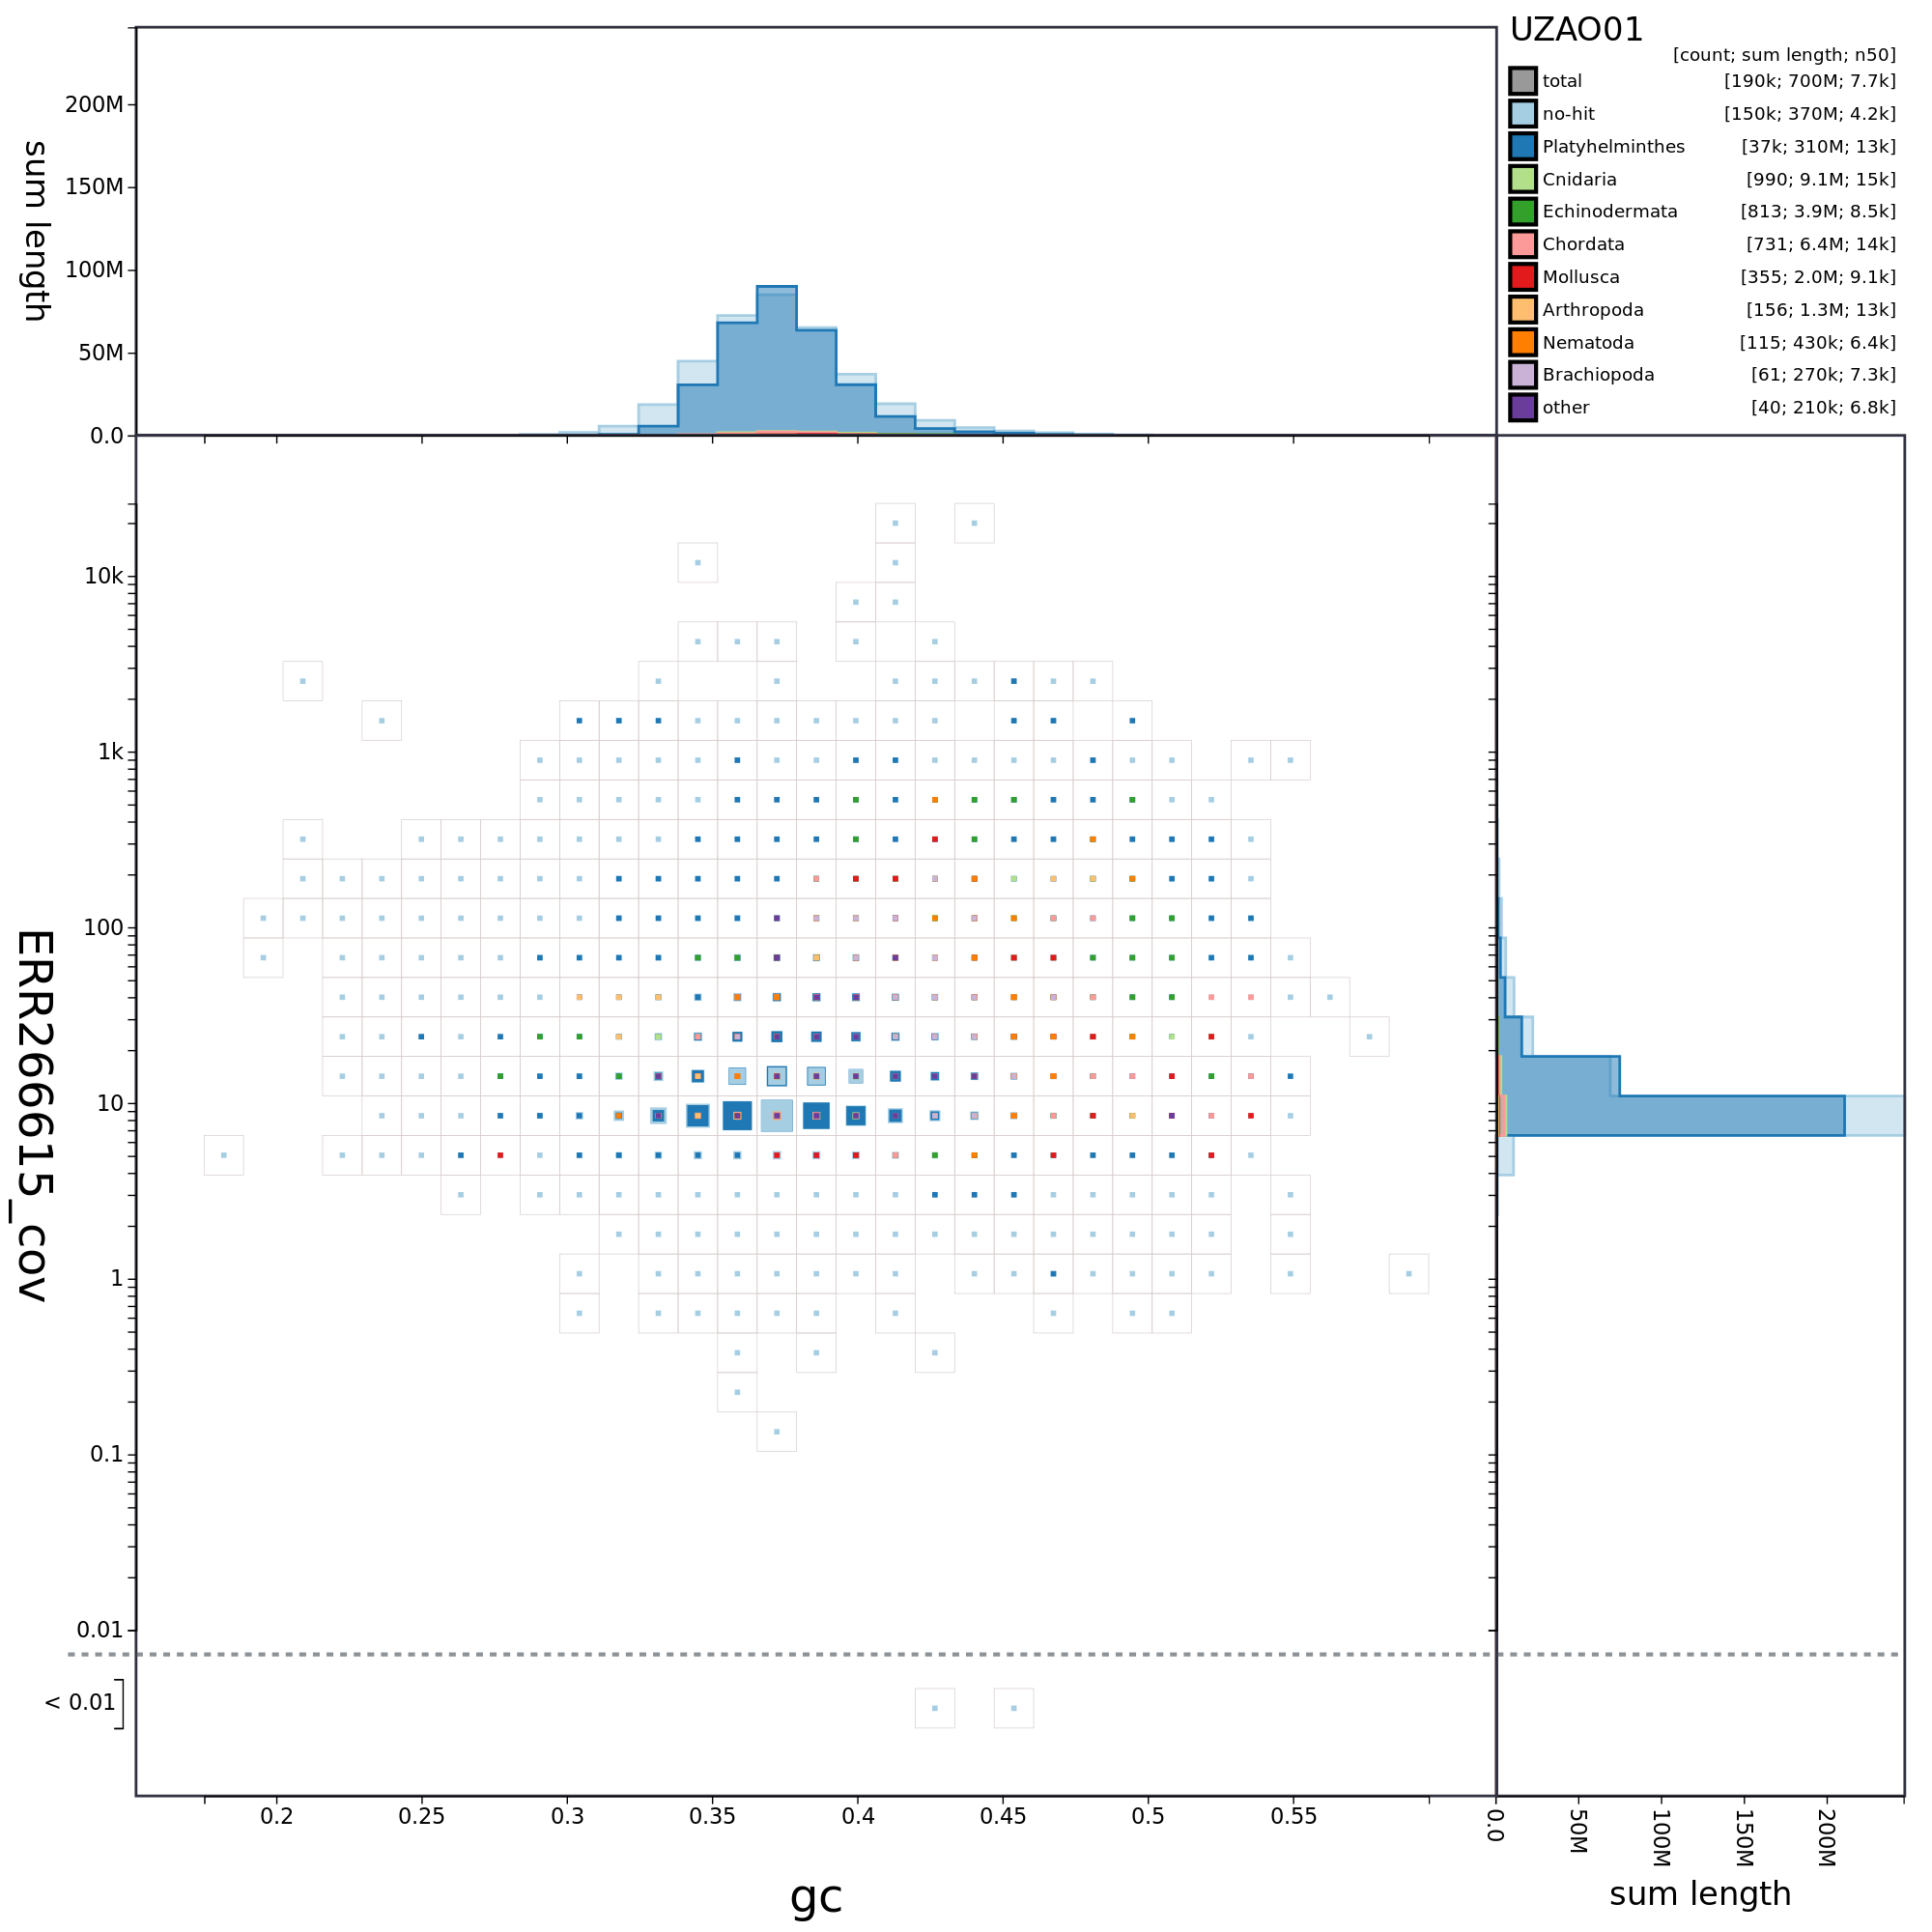 UZAO01
[count; sum length; n50]
total [190k; 700M; 7.7k]
no-hit [150k; 370M; 4.2k]
Platyhelminthes [37k; 310M; 13k]
Cnidaria [990; 9.1M; 15k]
Echinodermata [813; 3.9M; 8.5k]
Chordata [731; 6.4M; 14k]
Mollusca [355; 2.0M; 9.1k]
Arthropoda [156; 1.3M; 13k]
Nematoda [115; 430k; 6.4k]
Brachiopoda [61; 270k; 7.3k]
other [40; 210k; 6.8k]
sum length
200M
150M
100M
50M
0.0
ERR266615_cov
10k
1k
100
10
1
0.1
0.01
< 0.01
0.2 0.25 0.3 0.35 0.4 0.45 0.5 0.55
gc
0.0 50M 100M 150M 200M
sum length